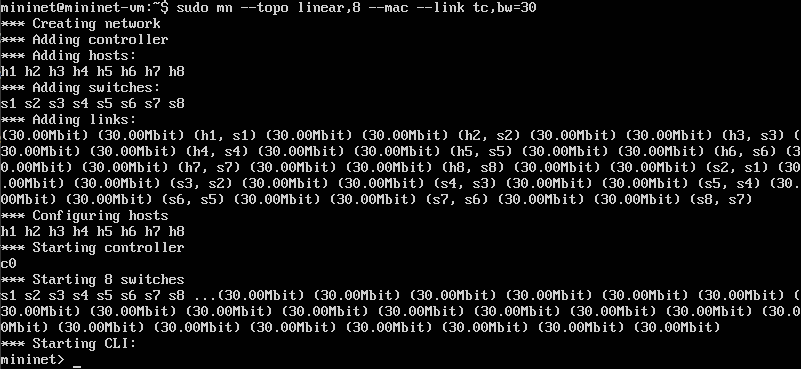 mininet@mininet-vm:~$ sudo mn --topo linear,8 --mac --link tc,bw=30
*** Creating network
*** Adding controller
*** Adding hosts:
h1 h2 h3 h4 h5 h6 h7 h8
*** Adding switches:
s1 s2 s3 s4 s5 s6 s7 s8
*** Adding links:
(30.00Mbit) (30.00Mbit) (h1, s1) (30.00Mbit) (30.00Mbit) (h2, s2) (30.00Mbit) (30.00Mbit) (h3, s3) (
30.00Mbit) (30.00Mbit) (h4, s4) (30.00Mbit) (30.00Mbit) (h5, s5) (30.00Mbit) (30.00Mbit) (h6, s6) (3
0.00Mbit) (30.00Mbit) (h7, s7) (30.00Mbit) (30.00Mbit) (h8, s8) (30.00Mbit) (30.00Mbit) (s2, s1) (30
.00Mbit) (30.00Mbit) (s3, s2) (30.00Mbit) (30.00Mbit) (s4, s3) (30.00Mbit) (30.00Mbit) (s5, s4) (30.
00Mbit) (30.00Mbit) (s6, s5) (30.00Mbit) (30.00Mbit) (s7, s6) (30.00Mbit) (30.00Mbit) (s8, s7)
*** Configuring hosts
h1 h2 h3 h4 h5 h6 h7 h8
*** Starting controller
c0
*** Starting 8 switches
s1 s2 s3 s4 s5 s6 s7 s8 ...(30.00Mbit) (30.00Mbit) (30.00Mbit) (30.00Mbit) (30.00Mbit) (30.00Mbit) (
30.00Mbit) (30.00Mbit) (30.00Mbit) (30.00Mbit) (30.00Mbit) (30.00Mbit) (30.00Mbit) (30.00Mbit) (30.0
0Mbit) (30.00Mbit) (30.00Mbit) (30.00Mbit) (30.00Mbit) (30.00Mbit) (30.00Mbit)
*** Starting CLI:
mininet> _